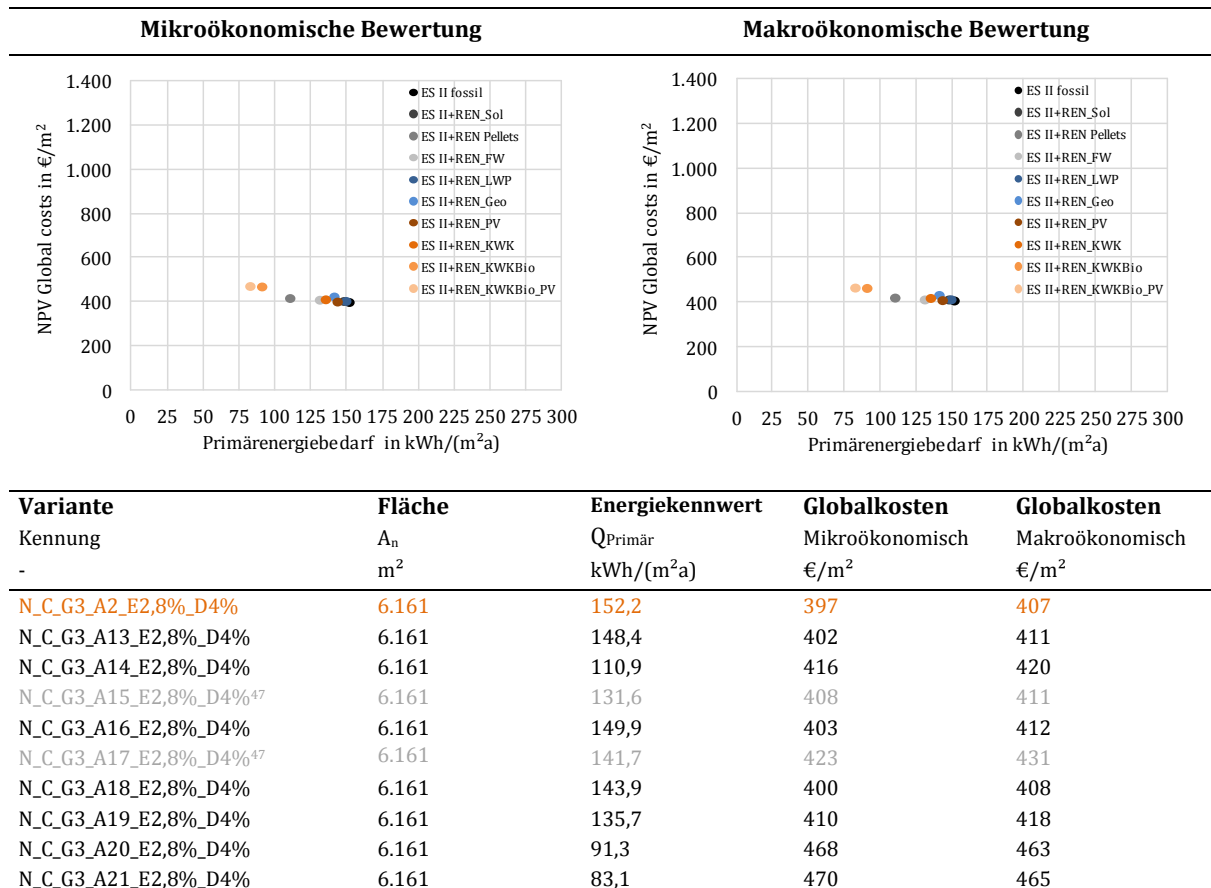 Mikroökonomische Bewertung
Makroökonomische Bewertung
1.400
1.200
1.000
800
600
400
200
0
NPV Global costs in €/m²
0 25 50 75 100 125 150 175 200 225 250 275 300
Primärenergiebedarf in kWh/(m²a)
ES II fossil
ES II+REN_Sol
ES II+REN Pellets
ES II+REN_FW
ES II+REN_LWP
ES II+REN_Geo
ES II+REN_PV
ES II+REN_KWK
ES II+REN_KWKBio
ES II+REN_KWKBio_PV
1.400
1.200
1.000
800
600
400
200
0
NPV Global costs in €/m²
0 25 50 75 100 125 150 175 200 225 250 275 300
Primärenergiebedarf in kWh/(m²a)
ES II fossil
ES II+REN_Sol
ES II+REN Pellets
ES II+REN_FW
ES II+REN_LWP
ES II+REN_Geo
ES II+REN_PV
ES II+REN_KWK
ES II+REN_KWKBio
ES II+REN_KWKBio_PV
Variante Fläche Energiekennwert Globalkosten Globalkosten
Kennung Aₙ QPrimär Mikroökonomisch Makroökonomisch
- m² kWh/(m²a) €/m² €/m²
N_C_G3_A2_E2,8%_D4% 6.161 152,2 397 407
N_C_G3_A13_E2,8%_D4% 6.161 148,4 402 411
N_C_G3_A14_E2,8%_D4% 6.161 110,9 416 420
N_C_G3_A15_E2,8%_D4%⁴⁷ 6.161 131,6 408 411
N_C_G3_A16_E2,8%_D4% 6.161 149,9 403 412
N_C_G3_A17_E2,8%_D4%⁴⁷ 6.161 141,7 423 431
N_C_G3_A18_E2,8%_D4% 6.161 143,9 400 408
N_C_G3_A19_E2,8%_D4% 6.161 135,7 410 418
N_C_G3_A20_E2,8%_D4% 6.161 91,3 468 463
N_C_G3_A21_E2,8%_D4% 6.161 83,1 470 465